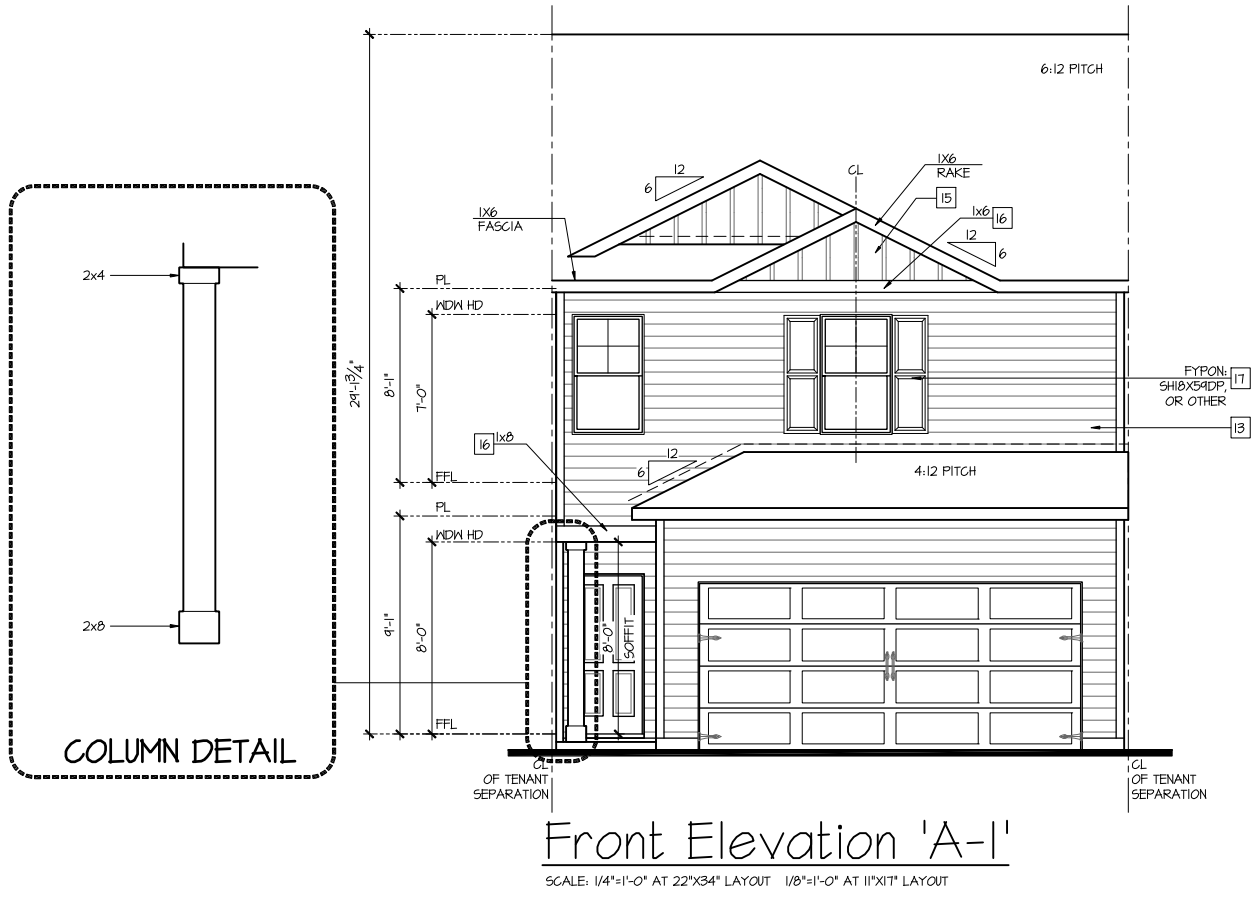 6:12 PITCH
12
6
CL
1X6
RAKE
15
1x6 16
12
6
1X6
FASCIA
2x4
PL
WDW HD
29'-1 3/4"
8'-1"
7'-0"
FYPON:
SH18X59DP,
OR OTHER
17
13
16 1x8
12
6
4:12 PITCH
FFL
PL
WDW HD
9'-1"
8'-0"
8'-0"
SOFFIT
2x8
FFL
COLUMN DETAIL
CL
OF TENANT
SEPARATION
CL
OF TENANT
SEPARATION
Front Elevation 'A-1'
SCALE: 1/4"=1'-0" AT 22"X34" LAYOUT 1/8"=1'-0" AT 11"X17" LAYOUT